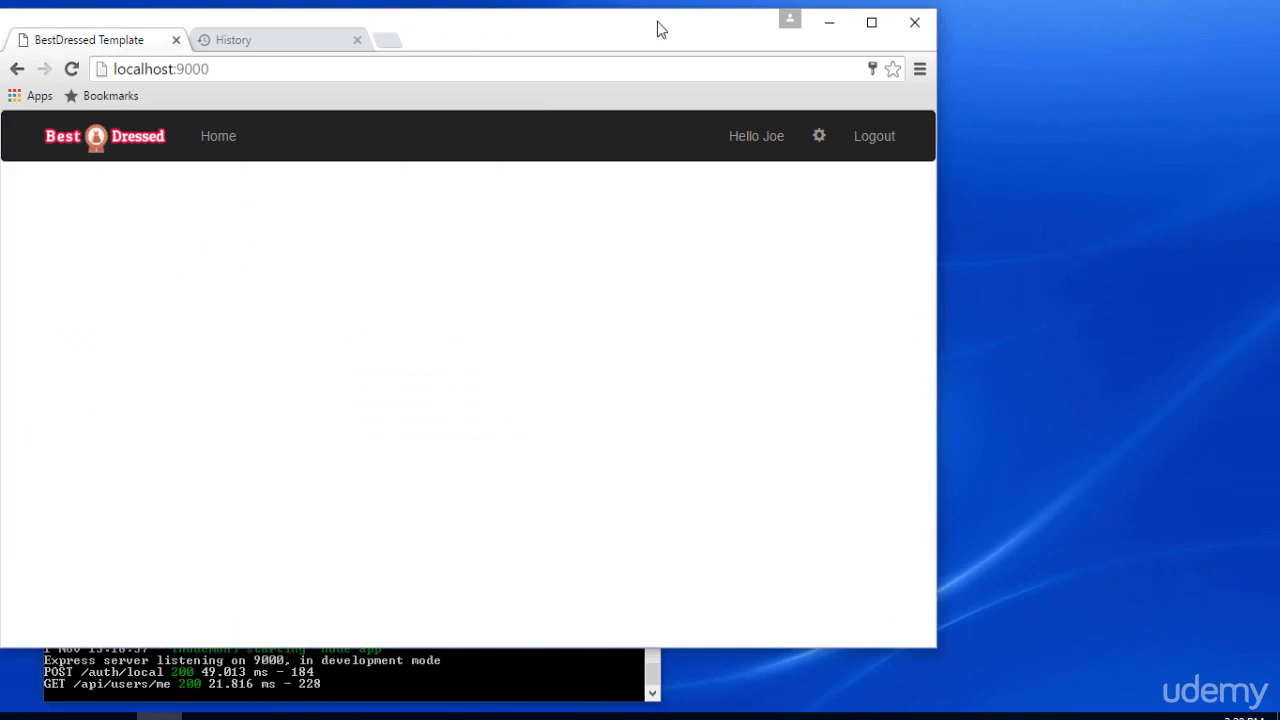 BestDressed Template
History
localhost:9000
Apps
Bookmarks
Best Dressed
Home
Hello Joe
Logout
Express server listening on 9000, in development mode
POST /auth/local 200 49.013 ms - 184
GET /api/users/me 200 21.816 ms - 228
udemy